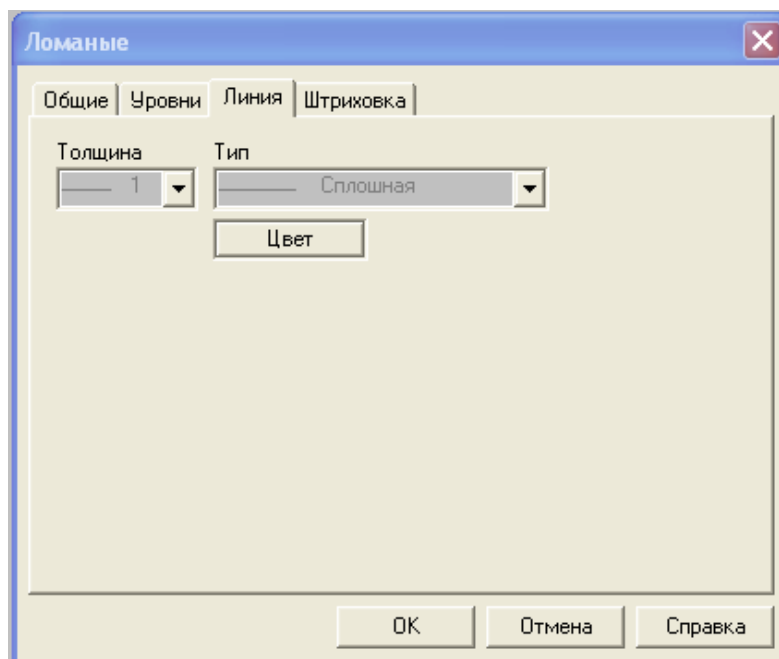 Ломаные
Общие Уровни Линия Штриховка
Толщина Тип
1 Сплошная
Цвет
OK Отмена Справка